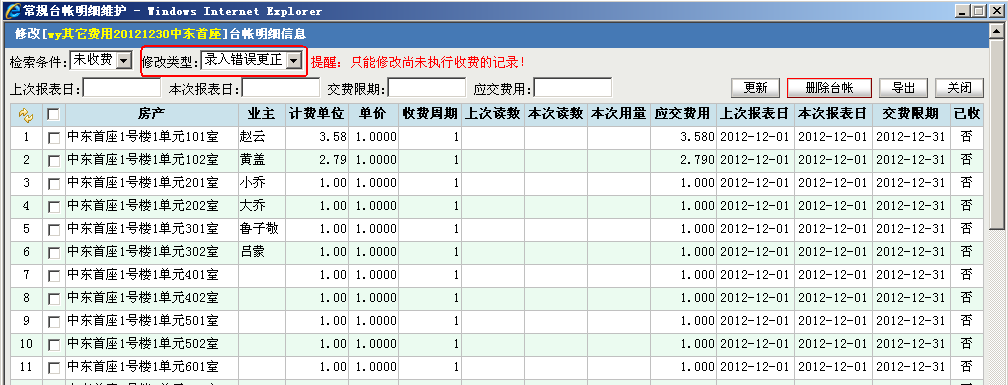 常规台帐明细维护 - Windows Internet Explorer
修改[wy其它费用20121230中东首座]台帐明细信息
检索条件: 未收费 修改类型: 录入错误更正 提醒: 只能修改尚未执行收费的记录!
上次报表日: 本次报表日: 交费限期: 应交费用: 更新 删除台帐 导出 关闭
房产 业主 计费单位 单价 收费周期 上次读数 本次读数 本次用量 应交费用 上次报表日 本次报表日 交费限期 已收
1 中东首座1号楼1单元101室 赵云 3.58 1.0000 1 3.580 2012-12-01 2012-12-01 2012-12-31 否
2 中东首座1号楼1单元102室 黄盖 2.79 1.0000 1 2.790 2012-12-01 2012-12-01 2012-12-31 否
3 中东首座1号楼1单元201室 小乔 1.00 1.0000 1 1.000 2012-12-01 2012-12-01 2012-12-31 否
4 中东首座1号楼1单元202室 大乔 1.00 1.0000 1 1.000 2012-12-01 2012-12-01 2012-12-31 否
5 中东首座1号楼1单元301室 鲁子敬 1.00 1.0000 1 1.000 2012-12-01 2012-12-01 2012-12-31 否
6 中东首座1号楼1单元302室 吕蒙 1.00 1.0000 1 1.000 2012-12-01 2012-12-01 2012-12-31 否
7 中东首座1号楼1单元401室 1.00 1.0000 1 1.000 2012-12-01 2012-12-01 2012-12-31 否
8 中东首座1号楼1单元402室 1.00 1.0000 1 1.000 2012-12-01 2012-12-01 2012-12-31 否
9 中东首座1号楼1单元501室 1.00 1.0000 1 1.000 2012-12-01 2012-12-01 2012-12-31 否
10 中东首座1号楼1单元502室 1.00 1.0000 1 1.000 2012-12-01 2012-12-01 2012-12-31 否
11 中东首座1号楼1单元601室 1.00 1.0000 1 1.000 2012-12-01 2012-12-01 2012-12-31 否